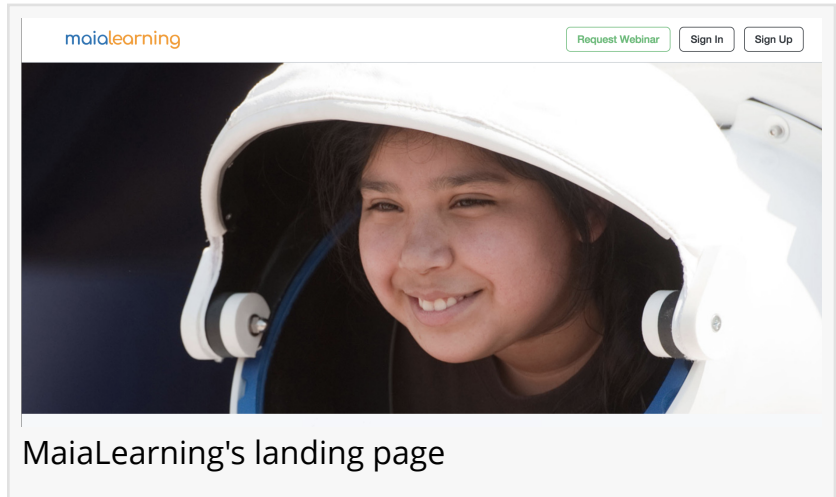 maialearning
Request Webinar
Sign In
Sign Up
MaiaLearning's landing page